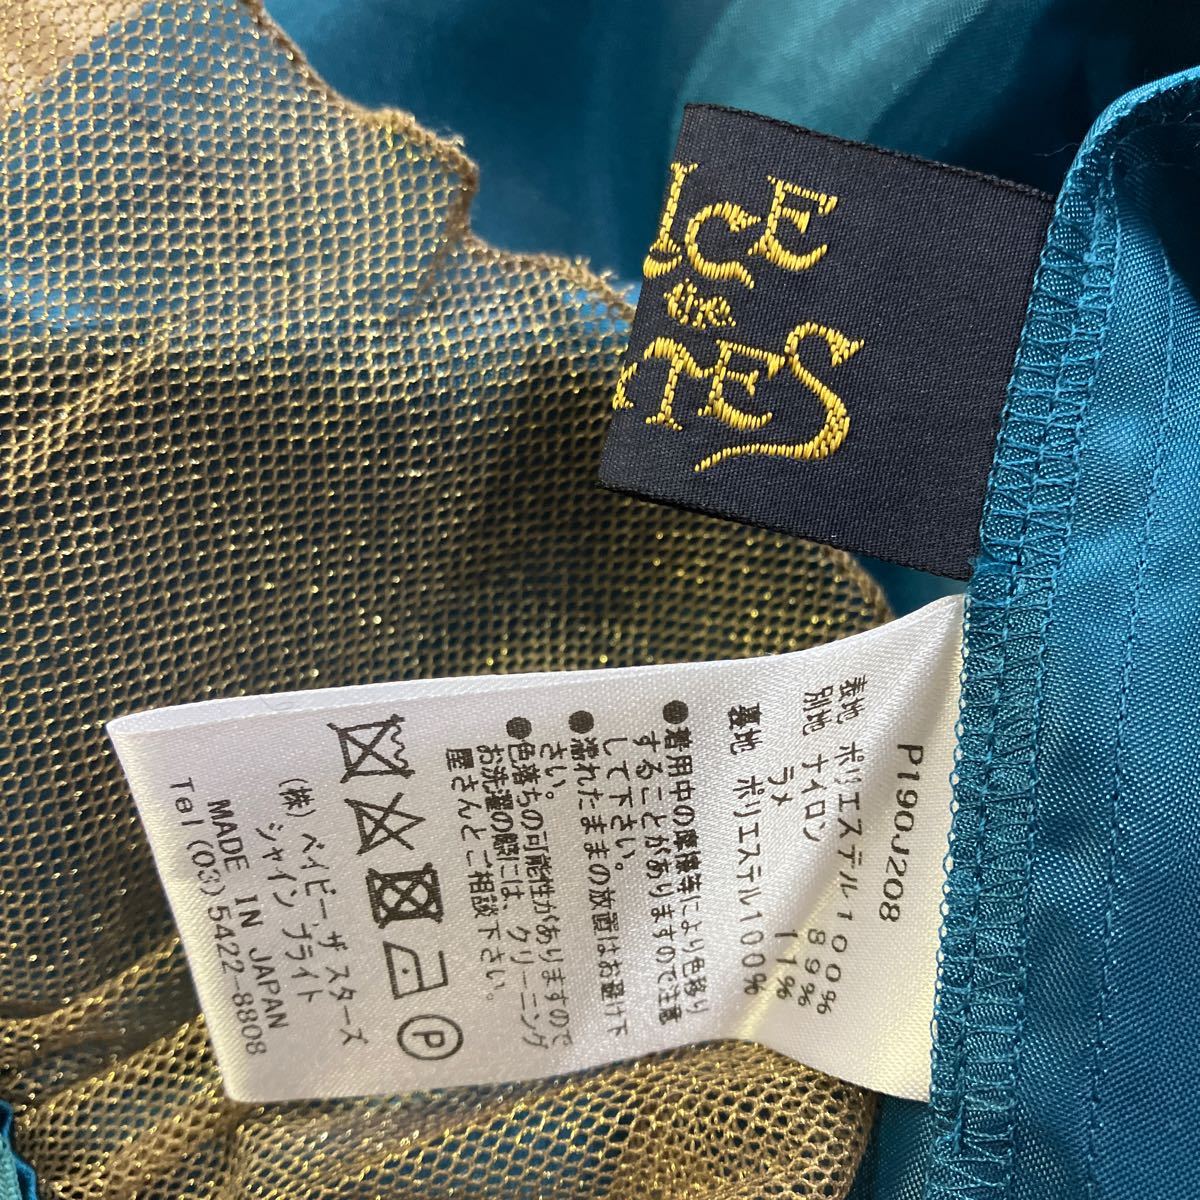 ICE
the
TES
P190J208
表地 ポリエステル100%
別地 ナイロン 89%
ラメ 11%
裏地 ポリエステル100%
●着用中の摩擦等により色移り
することがありますので注意
して下さい。
●濡れたままの放置はお避け下
さい。
●色落ちの可能性がありますので
お洗濯の際には、クリーニング
屋さんとご相談下さい。
P
(株)ベイビー、ザ スターズ
シャイン ブライト
MADE IN JAPAN
Tel(03)5422-8808